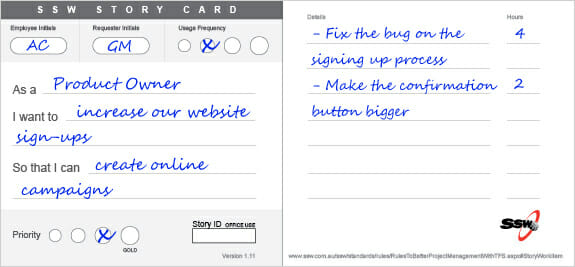 SSW STORY CARD
Employee Initials Requester Initials Usage Frequency
AC GM X
As a Product Owner
I want to increase our website
sign-ups
So that I can create online
campaigns
Priority X
GOLD
Story ID OFFICE USE
Version 1.11
Details Hours
- Fix the bug on the 4
signing up process
- Make the confirmation 2
button bigger
SSW
www.ssw.com.au/ssw/standards/rules/RulesToBetterProjectManagementWithTFS.aspx#StoryWorkItem